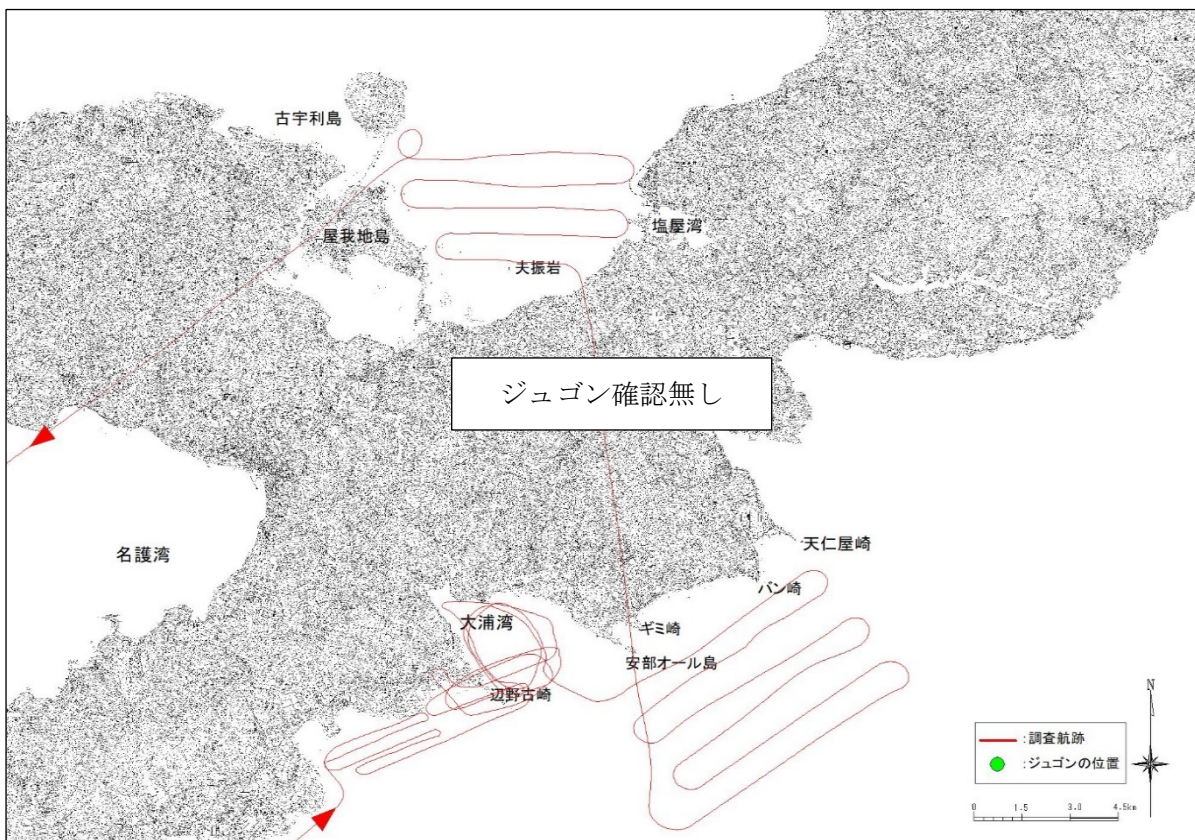 古宇利島
屋我地島
塩屋湾
夫振岩
ジュゴン確認無し
名護湾
天仁屋崎
バン崎
大浦湾
ギミ崎
安部オール島
辺野古崎
N
:調査航跡
:ジュゴンの位置
0 1.5 3.0 4.5km